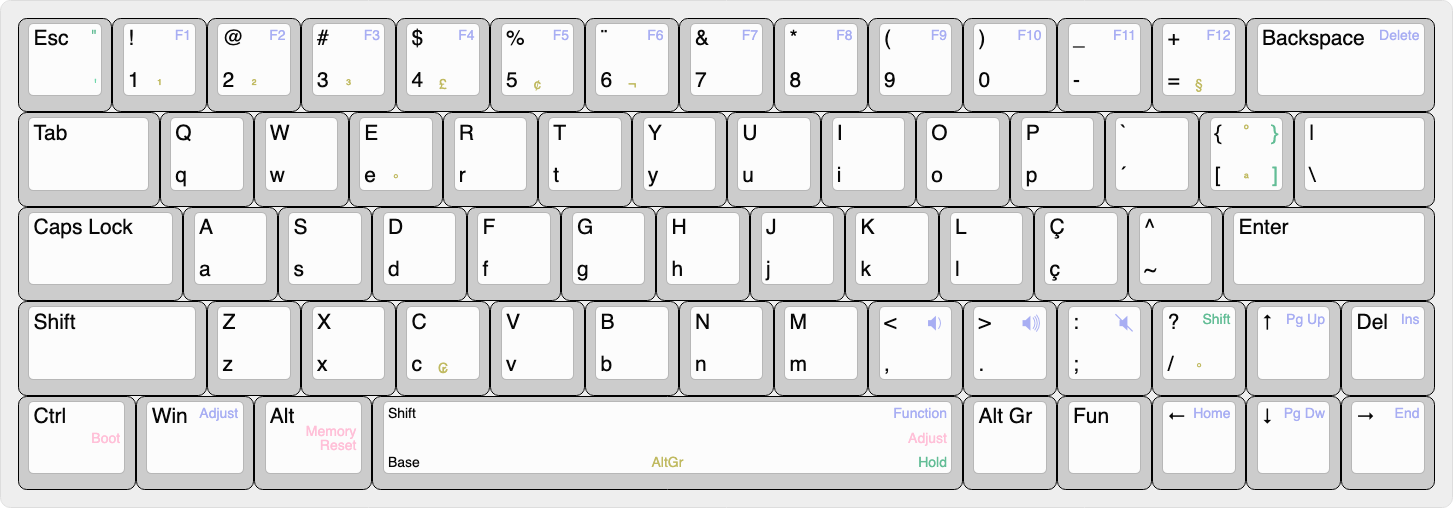 Esc " ! F1 @ F2 # F3 $ F4 % F5 ¨ F6 & F7 * F8 ( F9 ) F10 _ F11 + F12 Backspace Delete
' 1 ¹ 2 ² 3 ³ 4 £ 5 ¢ 6 ¬ 7 8 9 0 - = §
Tab Q W E R T Y U I O P ` { ° } |
q w e ° r t y u i o p ´ [ ª ] \
Caps Lock A S D F G H J K L Ç ^ Enter
a s d f g h j k l ç ~
Shift Z X C V B N M < > : ? Shift ↑ Pg Up Del Ins
z x c ₢ v b n m , . ; / °
Ctrl Win Adjust Alt Shift Function Alt Gr Fun ← Home ↓ Pg Dw → End
Boot Memory Adjust
Reset
Base AltGr Hold